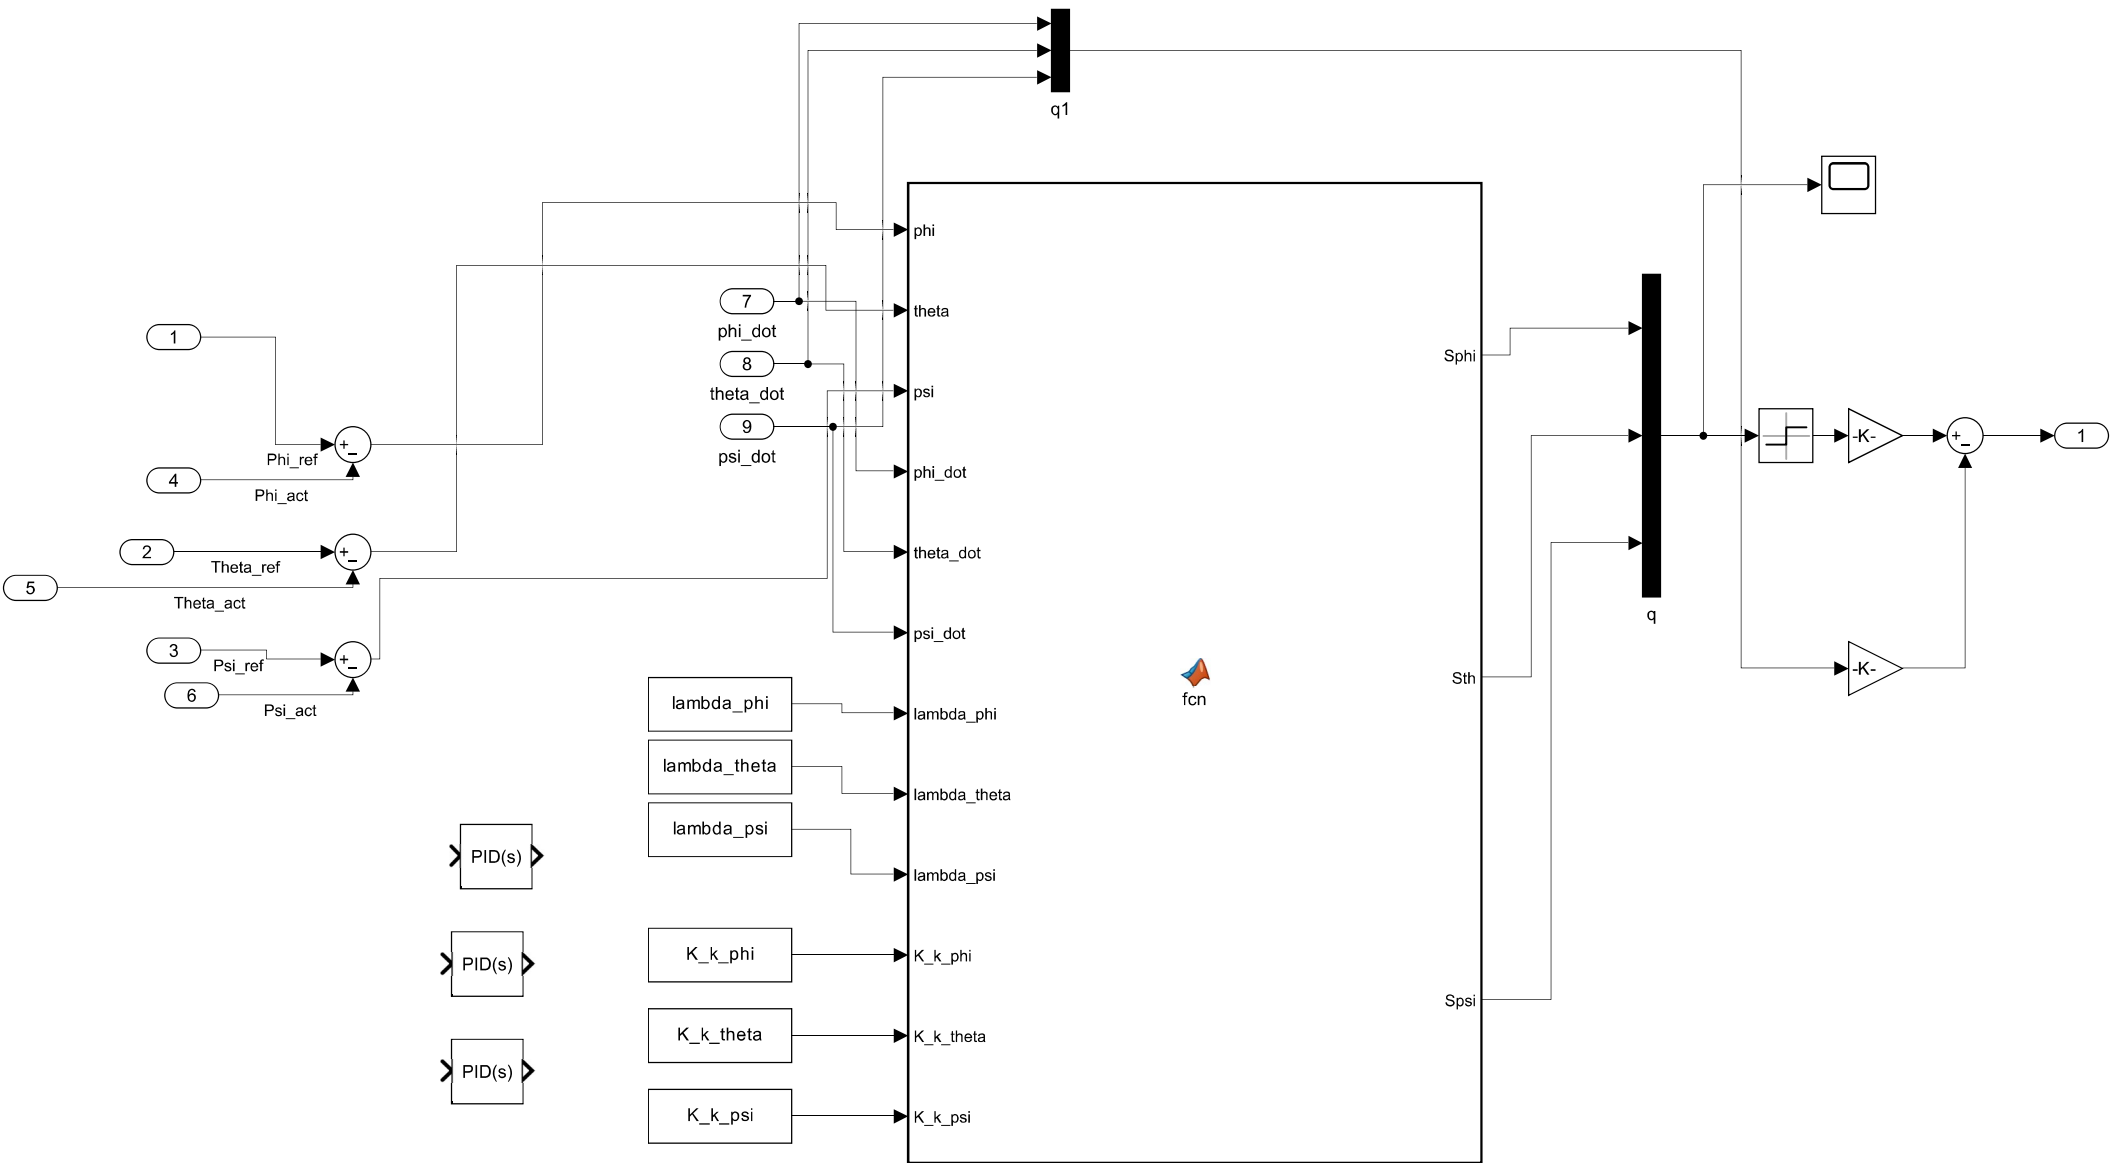 q1
phi
7
theta
phi_dot
1
Sphi
8
theta_dot
psi
9
-K-
1
psi_dot
Phi_ref
phi_dot
4
Phi_act
2
Theta_ref
theta_dot
5
Theta_act
q
psi_dot
3
Psi_ref
-K-
6
Psi_act
fcn
Sth
lambda_phi
lambda_phi
lambda_theta
lambda_theta
lambda_psi
PID(s)
lambda_psi
K_k_phi
K_k_phi
PID(s)
Spsi
K_k_theta
K_k_theta
PID(s)
K_k_psi
K_k_psi